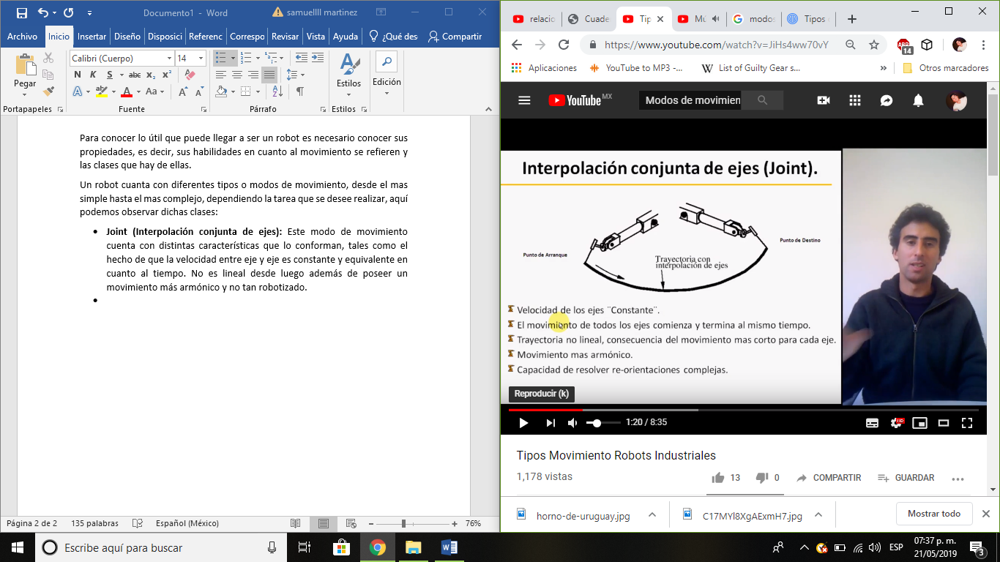 Documento1 - Word
samuellll martinez
Archivo Inicio Insertar Diseño Disposici Referenc Correspo Revisar Vista Ayuda ¿Qué des Compartir
Pegar
Calibri (Cuerpo) 14
N K S abc x₂ x²
A ab A Aa A A
Estilos
Edición
Portapapeles Fuente Párrafo Estilos
Para conocer lo útil que puede llegar a ser un robot es necesario conocer sus
propiedades, es decir, sus habilidades en cuanto al movimiento se refieren y
las clases que hay de ellas.
Un robot cuanta con diferentes tipos o modos de movimiento, desde el mas
simple hasta el mas complejo, dependiendo la tarea que se desee realizar, aquí
podemos observar dichas clases:
• Joint (Interpolación conjunta de ejes): Este modo de movimiento
cuenta con distintas características que lo conforman, tales como el
hecho de que la velocidad entre eje y eje es constante y equivalente en
cuanto al tiempo. No es lineal desde luego además de poseer un
movimiento más armónico y no tan robotizado.
•
Página 2 de 2 135 palabras Español (México) 76%
relacio Cuade Tip Mú modos Tipos
https://www.youtube.com/watch?v=JiHs4ww70vY
ABP
14
Aplicaciones YouTube to MP3 -... List of Guilty Gear s... » Otros marcadores
YouTube MX
Modos de movimien
Interpolación conjunta de ejes (Joint).
Punto de Arranque
Punto de Destino
Trayectoria con
interpolación de ejes
Velocidad de los ejes ¨Constante¨.
El movimiento de todos los ejes comienza y termina al mismo tiempo.
Trayectoria no lineal, consecuencia del movimiento mas corto para cada eje.
Movimiento mas armónico.
Capacidad de resolver re-orientaciones complejas.
Reproducir (k)
1:20 / 8:35
HD
Tipos Movimiento Robots Industriales
1,178 vistas
13 0 COMPARTIR GUARDAR
horno-de-uruguay.jpg
C17MYl8XgAExmH7.jpg
Mostrar todo
Escribe aquí para buscar
ESP
07:37 p. m.
21/05/2019
3